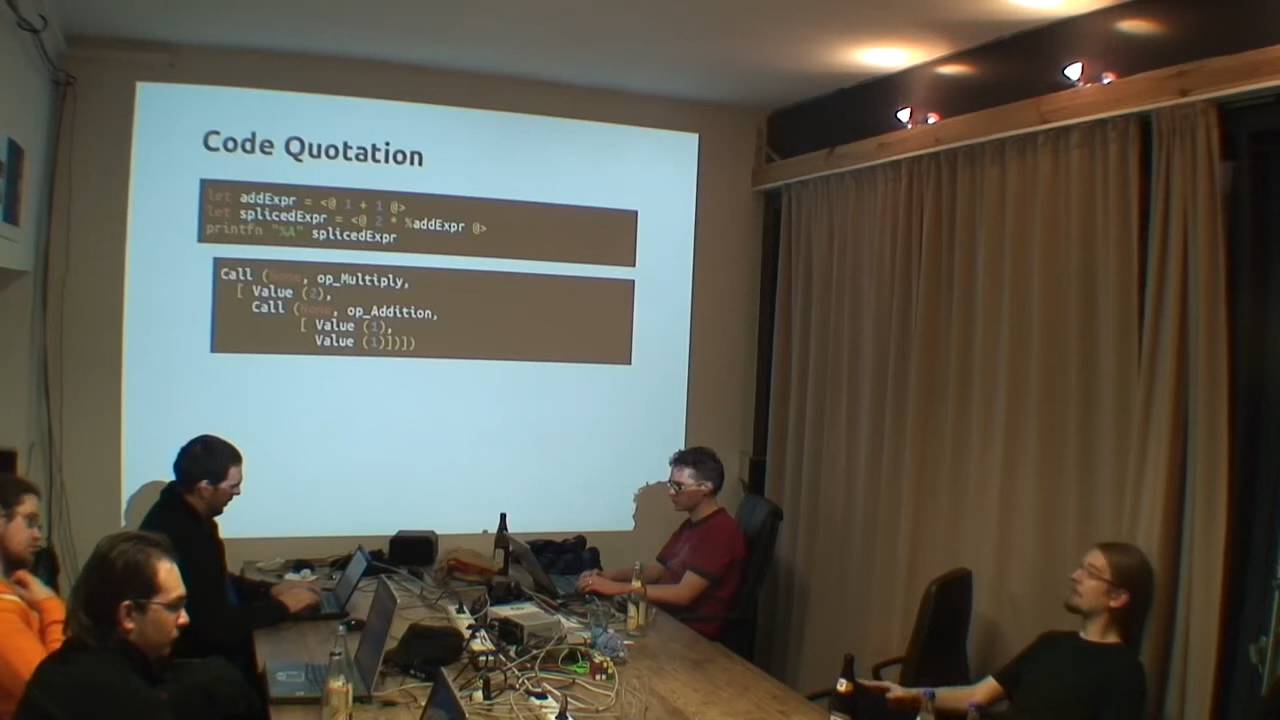 Code Quotation
let addExpr = <@ 1 + 1 @>
let splicedExpr = <@ 2 * %addExpr @>
printfn "%A" splicedExpr
Call (None, op_Multiply,
[ Value (2),
Call (None, op_Addition,
[ Value (1),
Value (1)])])